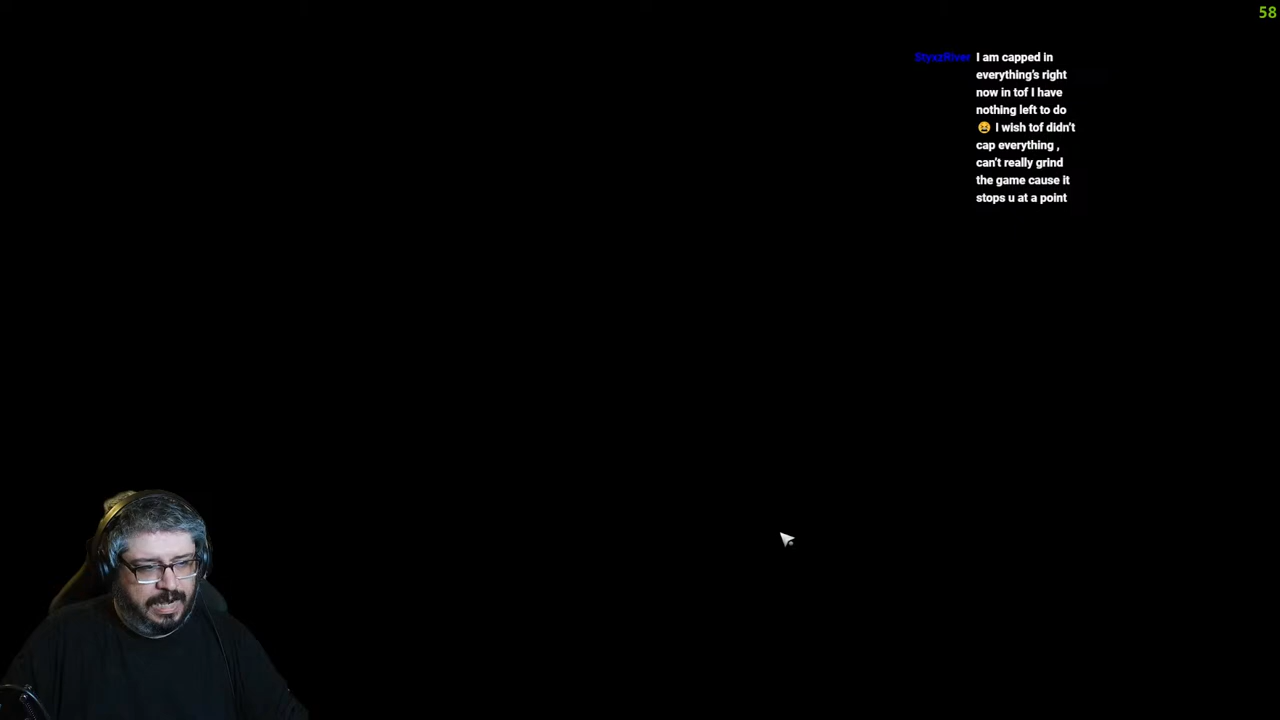 58
StyxzRiver I am capped in
everything's right
now in tof I have
nothing left to do
😫 I wish tof didn't
cap everything ,
can't really grind
the game cause it
stops u at a point